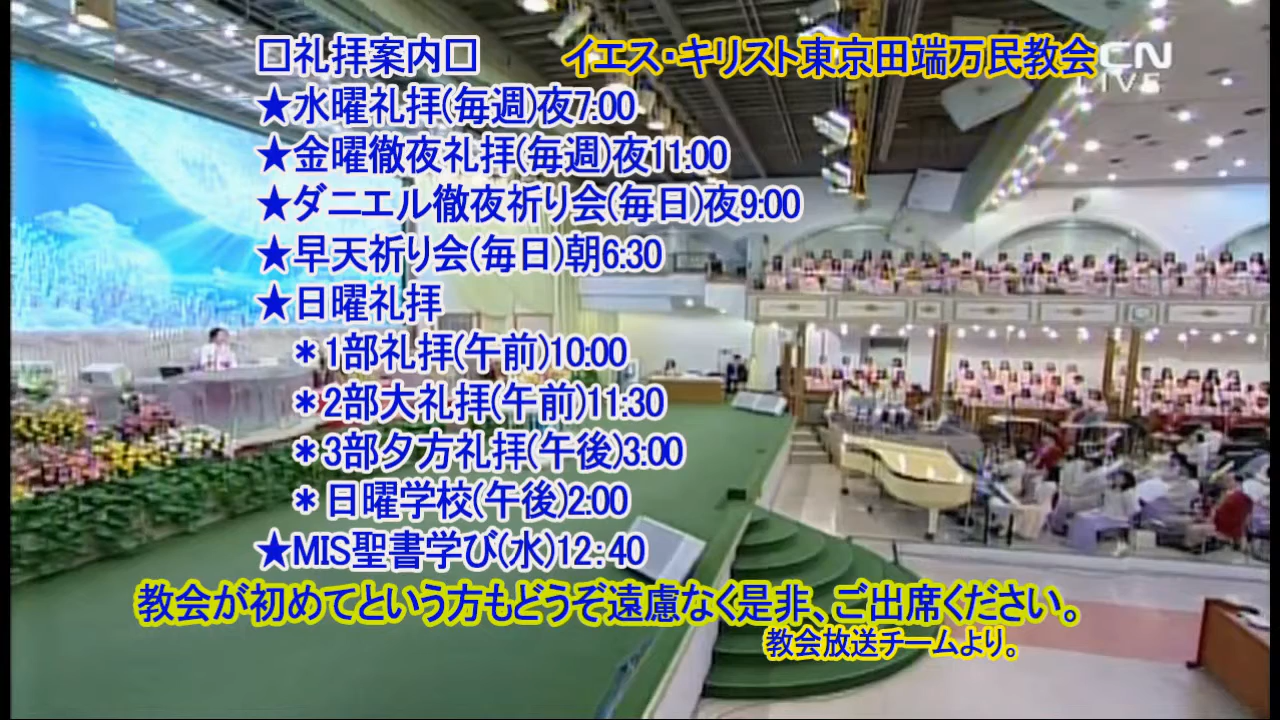 □礼拝案内□ イエス・キリスト東京田端万民教会
CN
LIVE
★水曜礼拝(毎週)夜7:00
★金曜徹夜礼拝(毎週)夜11:00
★ダニエル徹夜祈り会(毎日)夜9:00
★早天祈り会(毎日)朝6:30
★日曜礼拝
＊1部礼拝(午前)10:00
＊2部大礼拝(午前)11:30
＊3部夕方礼拝(午後)3:00
＊日曜学校(午後)2:00
★MIS聖書学び(水)12：40
教会が初めてという方もどうぞ遠慮なく是非、ご出席ください。
教会放送チームより。